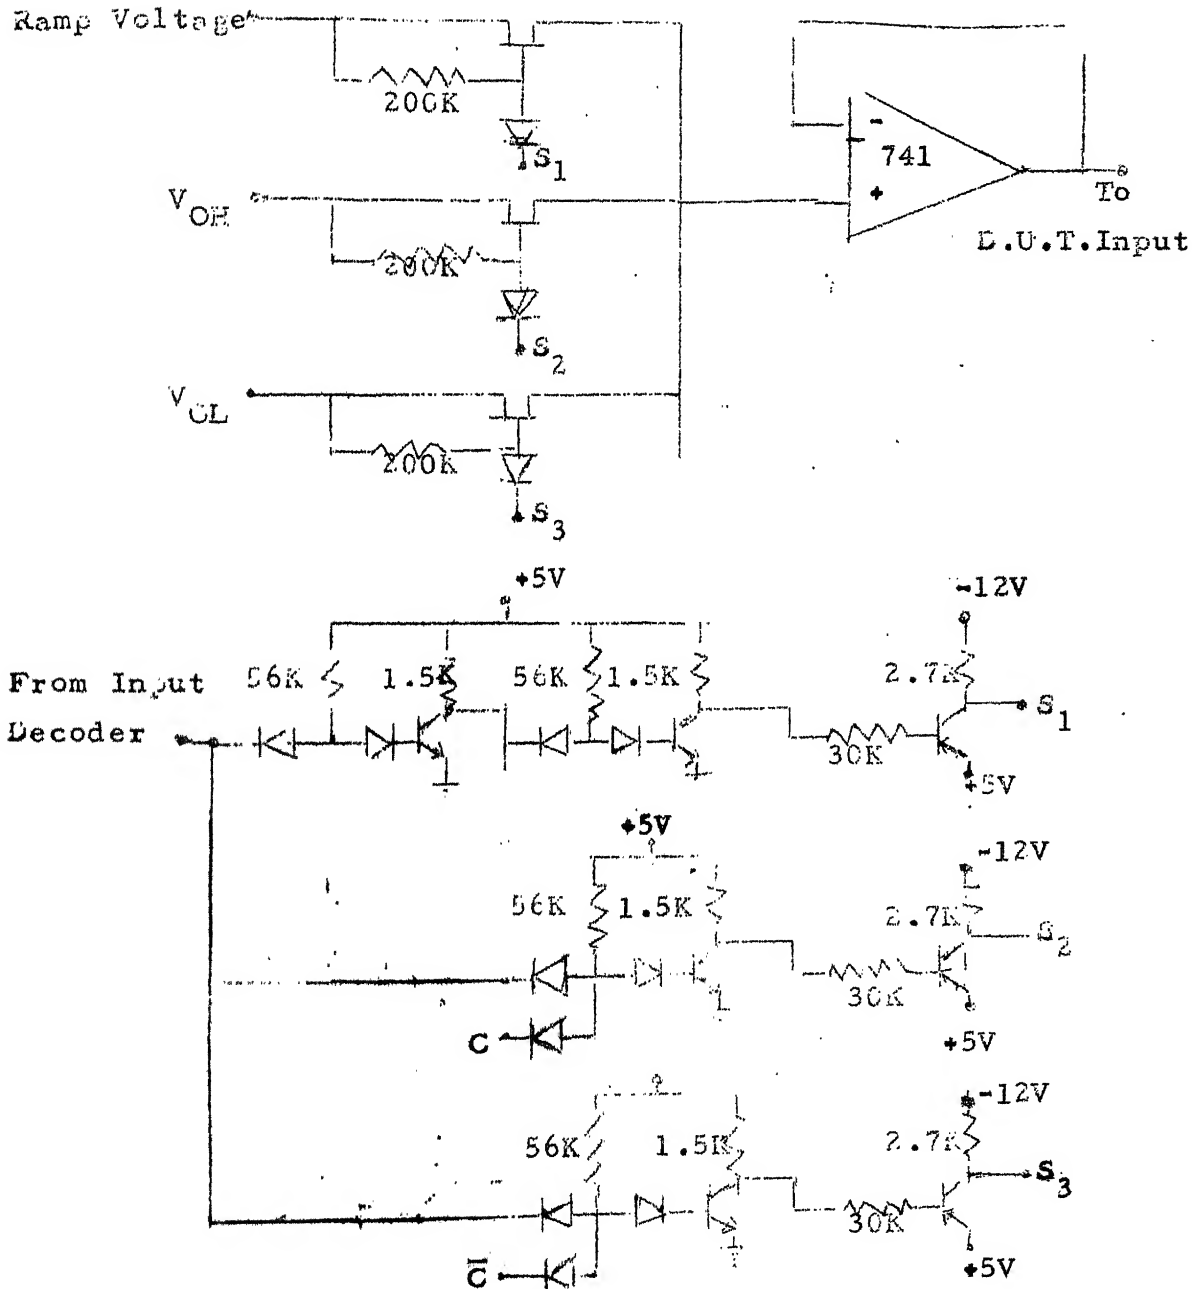 Ramp Voltage
200K
S1
-
741
+
To
D.U.T.Input
VOH
200K
S2
VOL
200K
S3
+5V
-12V
From Input
Decoder
56K
1.5K
56K
1.5K
2.7K
S1
30K
+5V
+5V
-12V
56K
1.5K
2.7K
S2
30K
C
+5V
-12V
56K
1.5K
2.7K
S3
30K
C̅
+5V